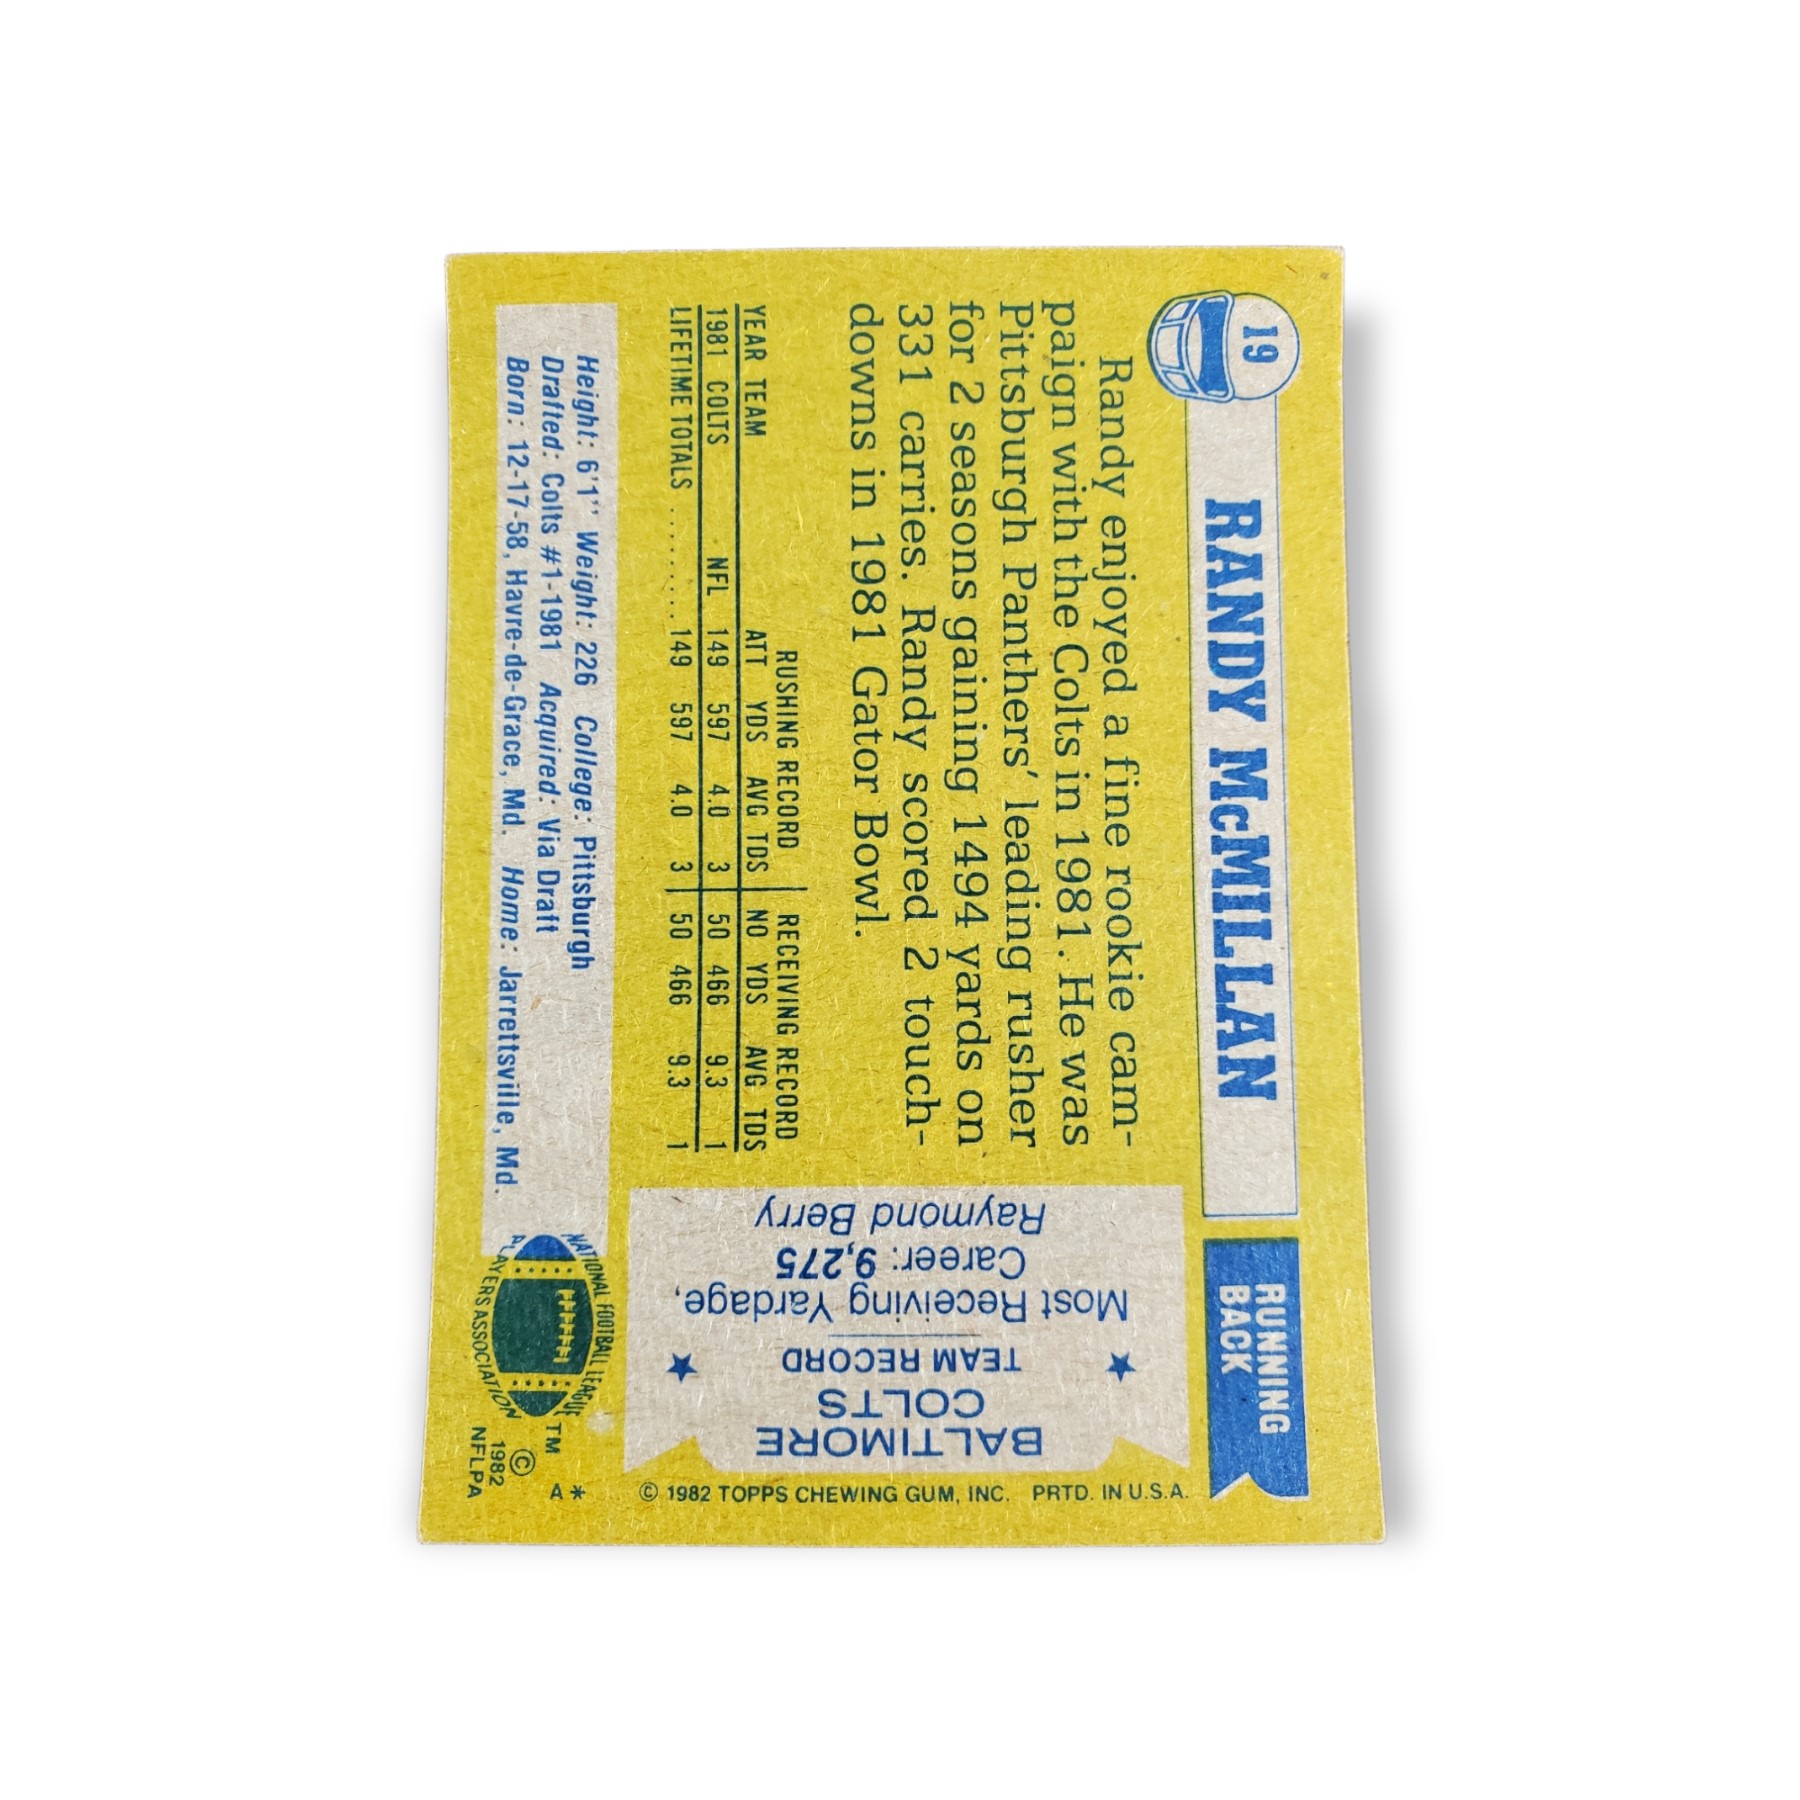 19
RANDY McMILLAN
RUNNING
BACK
Randy enjoyed a fine rookie cam-
paign with the Colts in 1981. He was
Pittsburgh Panthers' leading rusher
for 2 seasons gaining 1494 yards on
331 carries. Randy scored 2 touch-
downs in 1981 Gator Bowl.
RUSHING RECORD RECEIVING RECORD
YEAR TEAM ATT YDS AVG TDS NO YDS AVG TDS
1981 COLTS NFL 149 597 4.0 3 50 466 9.3 1
LIFETIME TOTALS ......... 149 597 4.0 3 50 466 9.3 1
Height: 6'1'' Weight: 226 College: Pittsburgh
Drafted: Colts #1-1981 Acquired: Via Draft
Born: 12-17-58, Havre-de-Grace, Md. Home: Jarrettsville, Md.
BALTIMORE
COLTS
★ TEAM RECORD ★
Most Receiving Yardage,
Career: 9,275
Raymond Berry
© 1982 TOPPS CHEWING GUM, INC. PRTD. IN U.S.A.
NATIONAL FOOTBALL LEAGUE
PLAYERS ASSOCIATION
TM
A*
©
1982
NFLPA